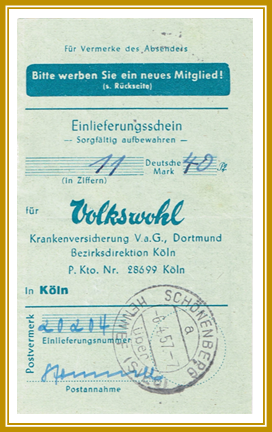 für Vermerke des Absenders
Bitte werben Sie ein neues Mitglied!
(s. Rückseite)
Einlieferungsschein
— Sorgfältig aufbewahren —
11 Deutsche Mark 40
(in Ziffern)
für Volkswohl
Krankenversicherung V.a.G., Dortmund
Bezirksdirektion Köln
P. Kto. Nr. 28699 Köln
in Köln
Postvermerk
20204
Einlieferungsnummer
Postannahme
SCHÖNENBERG
a